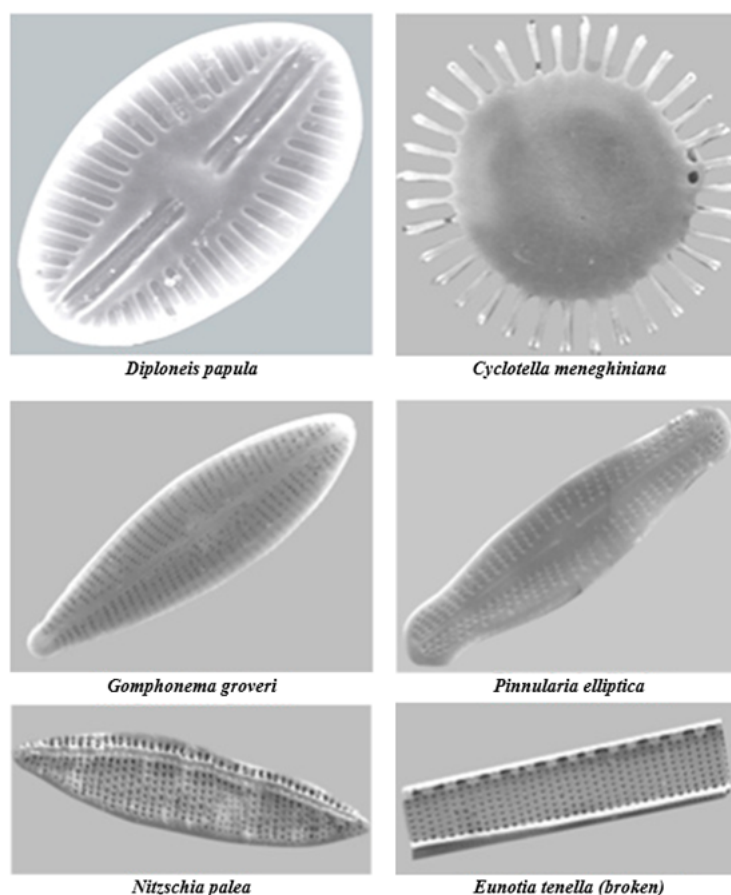 Diploneis papula
Cyclotella meneghiniana
Gomphonema groveri
Pinnularia elliptica
Nitzschia palea
Eunotia tenella (broken)